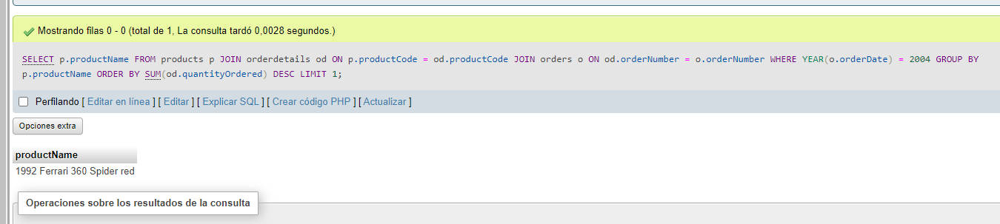 Mostrando filas 0 - 0 (total de 1, La consulta tardó 0,0028 segundos.)
SELECT p.productName FROM products p JOIN orderdetails od ON p.productCode = od.productCode JOIN orders o ON od.orderNumber = o.orderNumber WHERE YEAR(o.orderDate) = 2004 GROUP BY
p.productName ORDER BY SUM(od.quantityOrdered) DESC LIMIT 1;
Perfilando [ Editar en línea ] [ Editar ] [ Explicar SQL ] [ Crear código PHP ] [ Actualizar ]
Opciones extra
productName
1992 Ferrari 360 Spider red
Operaciones sobre los resultados de la consulta